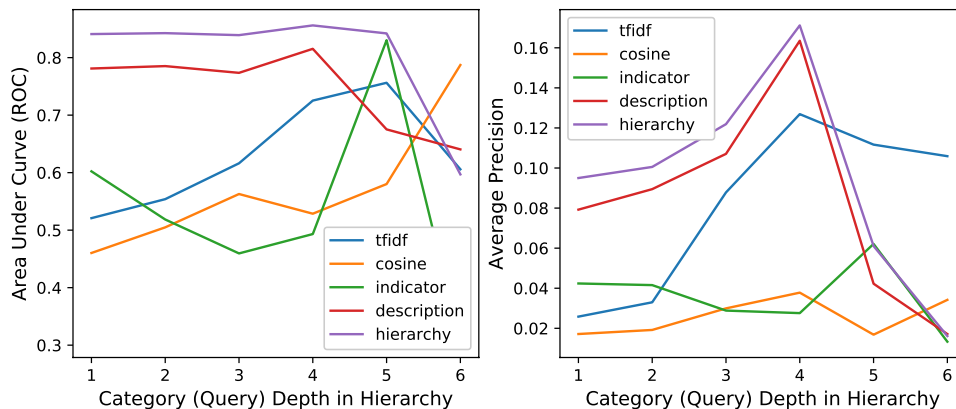 Area Under Curve (ROC)
0.8
0.7
0.6
0.5
0.4
0.3
tfidf
cosine
indicator
description
hierarchy
1 2 3 4 5 6
Category (Query) Depth in Hierarchy
Average Precision
0.16
0.14
0.12
0.10
0.08
0.06
0.04
0.02
tfidf
cosine
indicator
description
hierarchy
1 2 3 4 5 6
Category (Query) Depth in Hierarchy